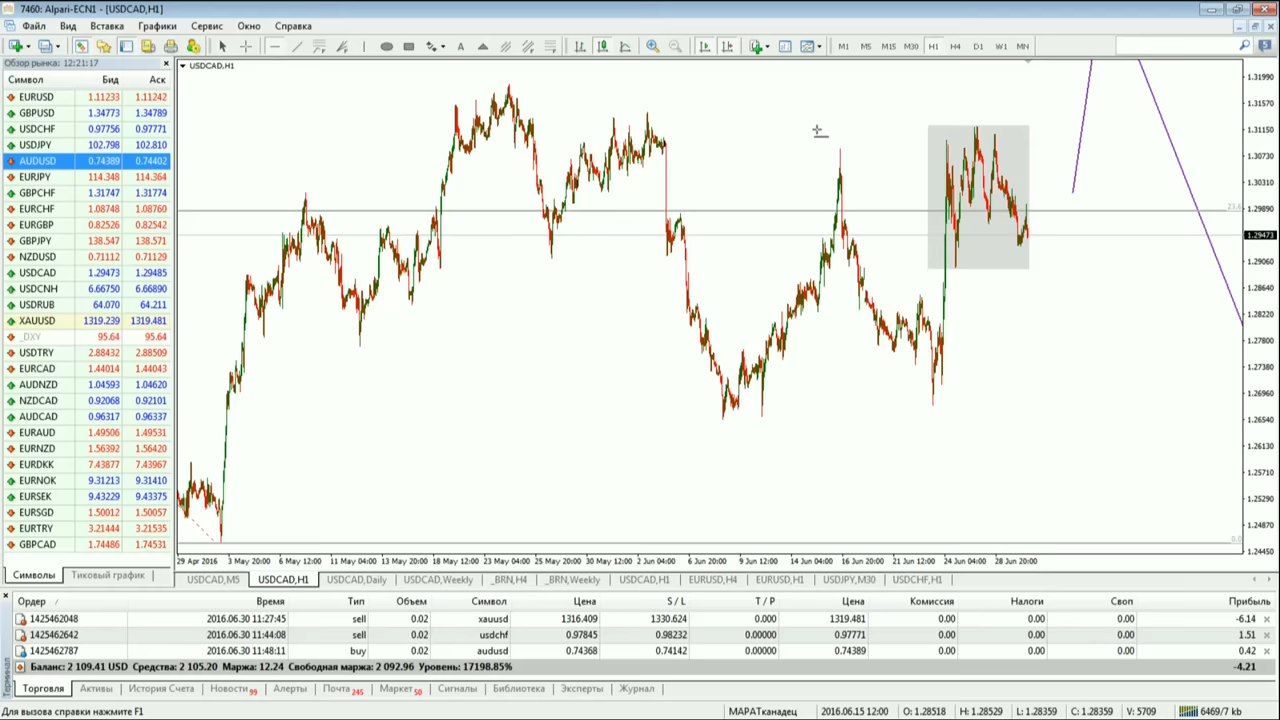 7460: Alpari-ECN1 - [USDCAD,H1]
Файл Вид Вставка Графики Сервис Окно Справка
M1 M5 M15 M30 H1 H4 D1 W1 MN
Обзор рынка: 12:21:17
Символ Бид Аск
EURUSD 1.11233 1.11242
GBPUSD 1.34773 1.34789
USDCHF 0.97756 0.97771
USDJPY 102.798 102.810
AUDUSD 0.74389 0.74402
EURJPY 114.348 114.364
GBPCHF 1.31747 1.31774
EURCHF 1.08748 1.08760
EURGBP 0.82526 0.82542
GBPJPY 138.547 138.571
NZDUSD 0.71112 0.71129
USDCAD 1.29473 1.29485
USDCNH 6.66750 6.66890
USDRUB 64.070 64.211
XAUUSD 1319.239 1319.481
_DXY 95.64 95.64
USDTRY 2.88432 2.88509
EURCAD 1.44014 1.44043
AUDNZD 1.04593 1.04620
NZDCAD 0.92068 0.92101
AUDCAD 0.96317 0.96337
EURAUD 1.49506 1.49531
EURNZD 1.56392 1.56420
EURDKK 7.43877 7.43967
EURNOK 9.31213 9.31410
EURSEK 9.43229 9.43375
EURSGD 1.50012 1.50057
EURTRY 3.21444 3.21535
GBPCAD 1.74486 1.74531
Символы Тиковый график
USDCAD,H1
1.31990
1.31570
1.31150
1.30730
1.30310
1.29890
23.6
1.29473
1.29060
1.28640
1.28220
1.27800
1.27380
1.26960
1.26540
1.26130
1.25710
1.25290
1.24870
0.0
1.24450
29 Apr 2016 3 May 20:00 6 May 12:00 11 May 04:00 13 May 20:00 18 May 12:00 23 May 04:00 25 May 20:00 30 May 12:00 2 Jun 04:00 6 Jun 20:00 9 Jun 12:00 14 Jun 04:00 16 Jun 20:00 21 Jun 12:00 24 Jun 04:00 28 Jun 20:00
USDCAD,M5 USDCAD,H1 USDCAD,Daily USDCAD,Weekly _BRN,H4 _BRN,Weekly USDCAD,H1 EURUSD,H4 EURUSD,H1 USDJPY,M30 USDCHF,H1
Ордер Время Тип Объем Символ Цена S / L T / P Цена Комиссия Налоги Своп Прибыль
1425462048 2016.06.30 11:27:45 sell 0.02 xauusd 1316.409 1330.624 0.000 1319.481 0.00 0.00 0.00 -6.14
1425462642 2016.06.30 11:44:08 sell 0.02 usdchf 0.97845 0.98232 0.00000 0.97771 0.00 0.00 0.00 1.51
1425462787 2016.06.30 11:48:11 buy 0.02 audusd 0.74368 0.74142 0.00000 0.74389 0.00 0.00 0.00 0.42
Баланс: 2 109.41 USD Средства: 2 105.20 Маржа: 12.24 Свободная маржа: 2 092.96 Уровень: 17198.85% -4.21
Терминал
Торговля Активы История Счета Новости 99 Алерты Почта 245 Маркет 50 Сигналы Библиотека Эксперты Журнал
Для вызова справки нажмите F1 МАРАТканадец 2016.06.15 12:00 O: 1.28518 H: 1.28529 L: 1.28359 C: 1.28359 V: 5709 6469/7 kb